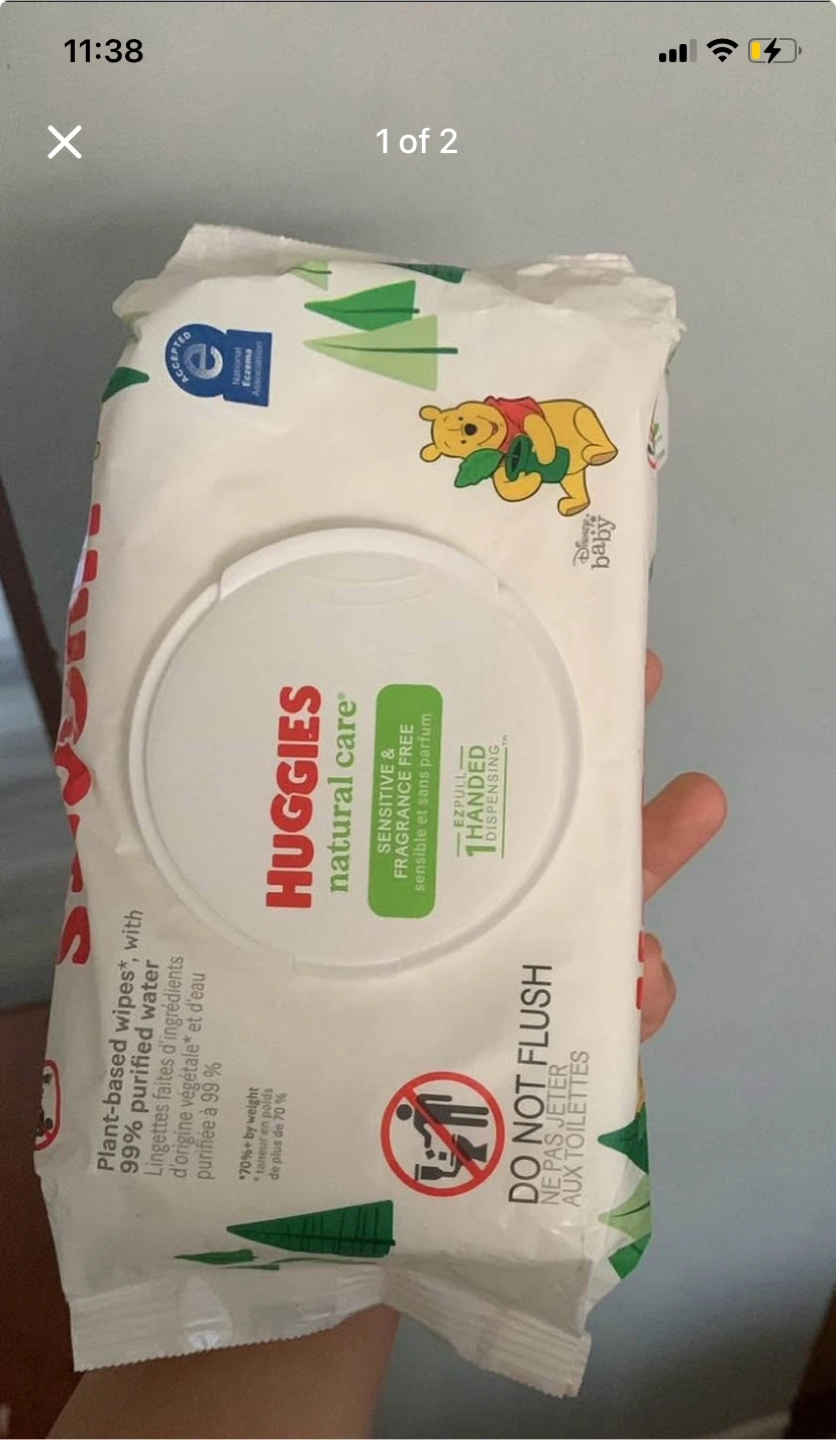 11:38
1 of 2
ACCEPTED
e
National
Eczema
Association
Disney
baby
HUGGIES
HUGGIES
natural care®
SENSITIVE &
FRAGRANCE FREE
sensible et sans parfum
EZPULL
1 HANDED
DISPENSING™
Plant-based wipes*, with
99% purified water
Lingettes faites d'ingrédients
d'origine végétale* et d'eau
purifiée à 99 %
*70%+ by weight
* teneur en poids
de plus de 70 %
DO NOT FLUSH
NE PAS JETER
AUX TOILETTES